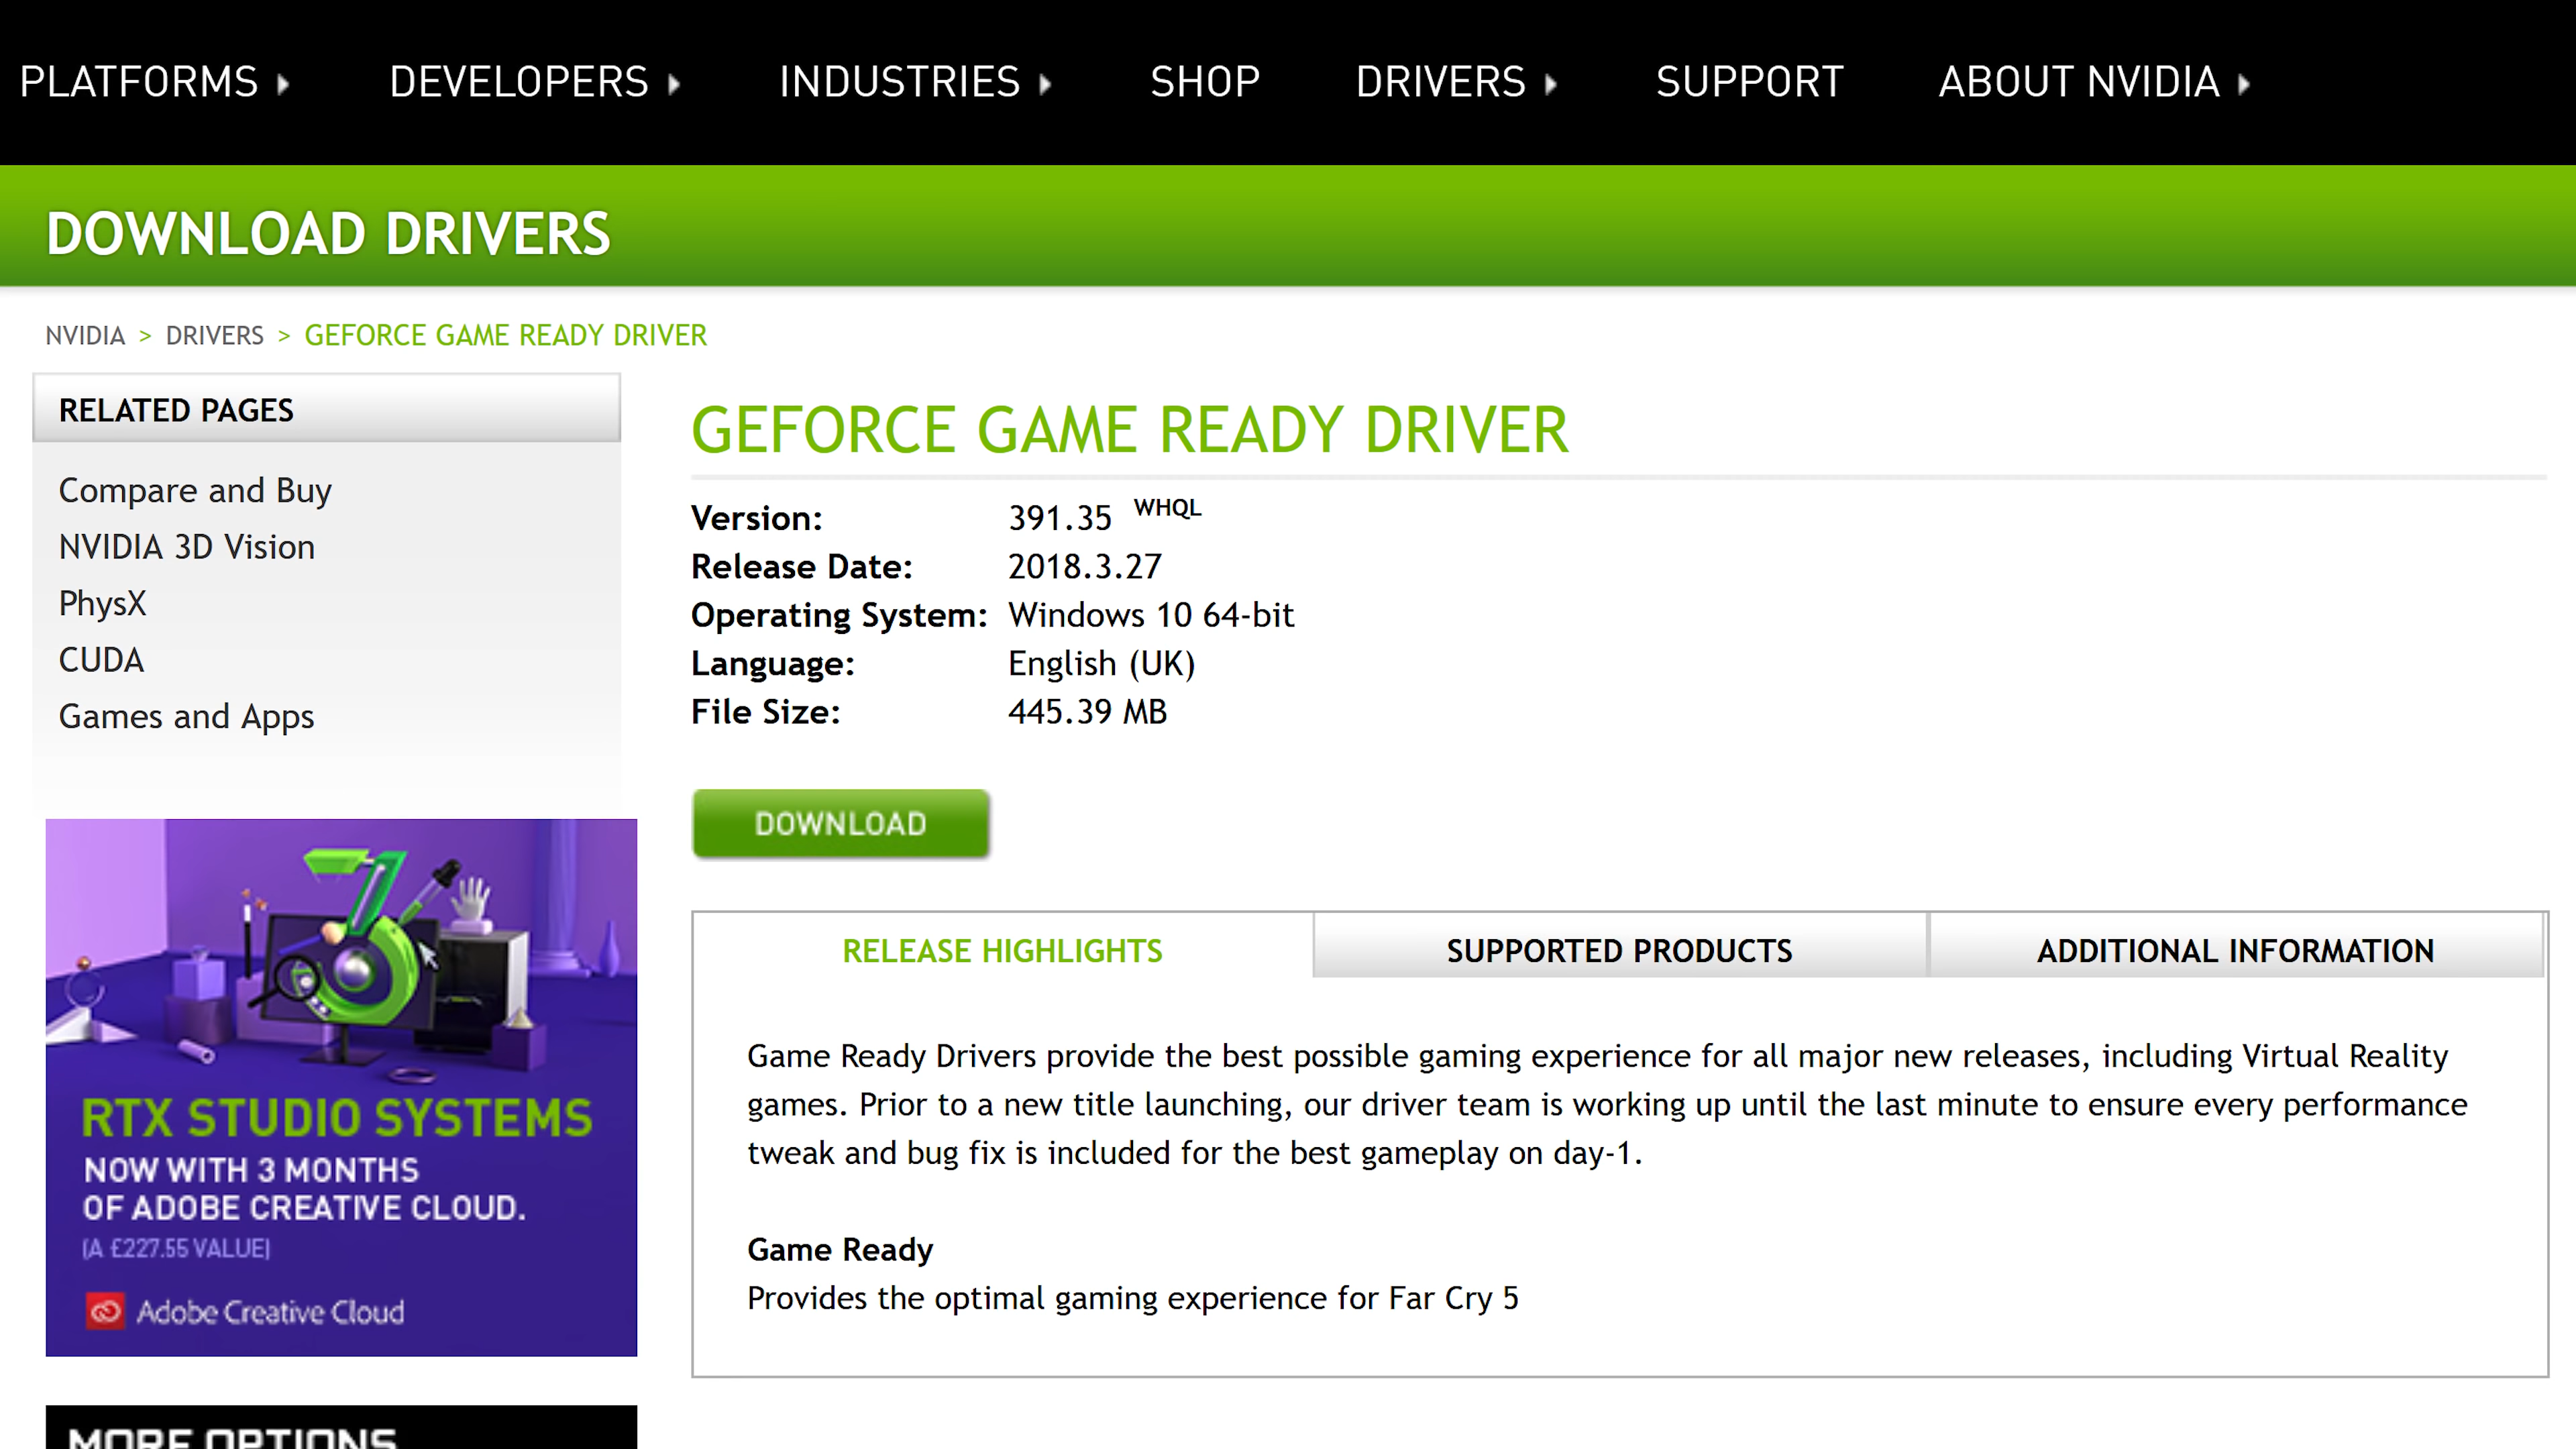 PLATFORMS DEVELOPERS INDUSTRIES SHOP DRIVERS SUPPORT ABOUT NVIDIA
DOWNLOAD DRIVERS
NVIDIA > DRIVERS > GEFORCE GAME READY DRIVER
RELATED PAGES
Compare and Buy
NVIDIA 3D Vision
PhysX
CUDA
Games and Apps
RTX STUDIO SYSTEMS
NOW WITH 3 MONTHS
OF ADOBE CREATIVE CLOUD.
(A £227.55 VALUE)
Adobe Creative Cloud
MORE OPTIONS
GEFORCE GAME READY DRIVER
Version: 391.35 WHQL
Release Date: 2018.3.27
Operating System: Windows 10 64-bit
Language: English (UK)
File Size: 445.39 MB
DOWNLOAD
RELEASE HIGHLIGHTS SUPPORTED PRODUCTS ADDITIONAL INFORMATION
Game Ready Drivers provide the best possible gaming experience for all major new releases, including Virtual Reality
games. Prior to a new title launching, our driver team is working up until the last minute to ensure every performance
tweak and bug fix is included for the best gameplay on day-1.
Game Ready
Provides the optimal gaming experience for Far Cry 5